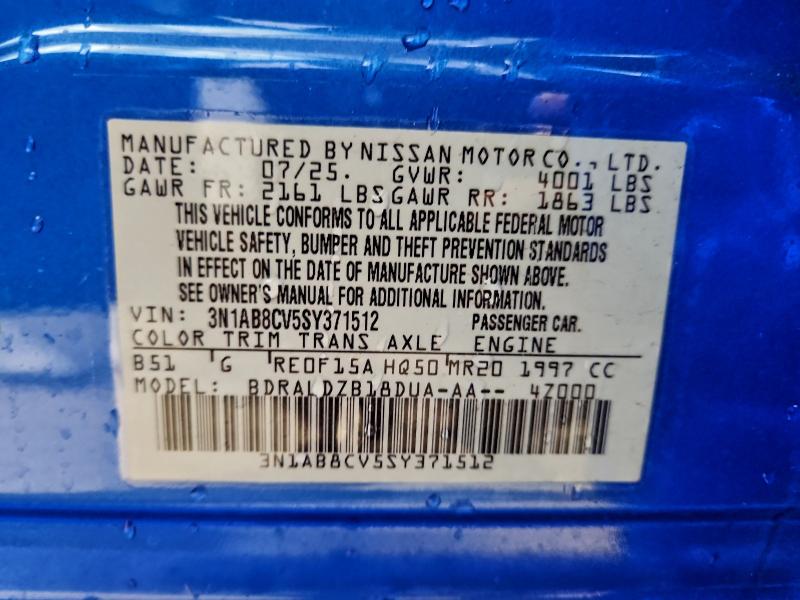 MANUFACTURED BY NISSAN MOTOR CO., LTD.
DATE: 07/25. GVWR: 4001 LBS
GAWR FR: 2161 LBS GAWR RR: 1863 LBS
THIS VEHICLE CONFORMS TO ALL APPLICABLE FEDERAL MOTOR
VEHICLE SAFETY, BUMPER AND THEFT PREVENTION STANDARDS
IN EFFECT ON THE DATE OF MANUFACTURE SHOWN ABOVE.
SEE OWNER'S MANUAL FOR ADDITIONAL INFORMATION.
VIN: 3N1AB8CV5SY371512 PASSENGER CAR.
COLOR TRIM TRANS AXLE ENGINE
B51 G RE0F15A HQ50 MR20 1997 CC
MODEL: BDRALDZB18DUA-AA-- 4Z000
3N1AB8CV5SY371512